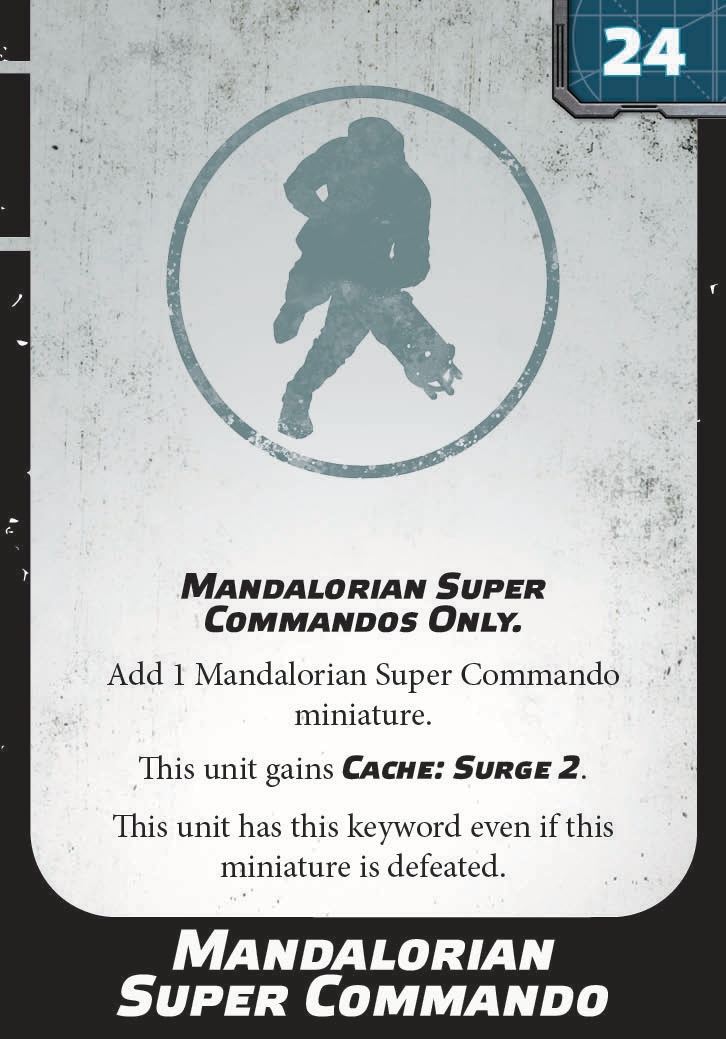 24
Mandalorian Super
Commandos Only.
Add 1 Mandalorian Super Commando
miniature.
This unit gains Cache: Surge 2.
This unit has this keyword even if this
miniature is defeated.
Mandalorian
Super Commando